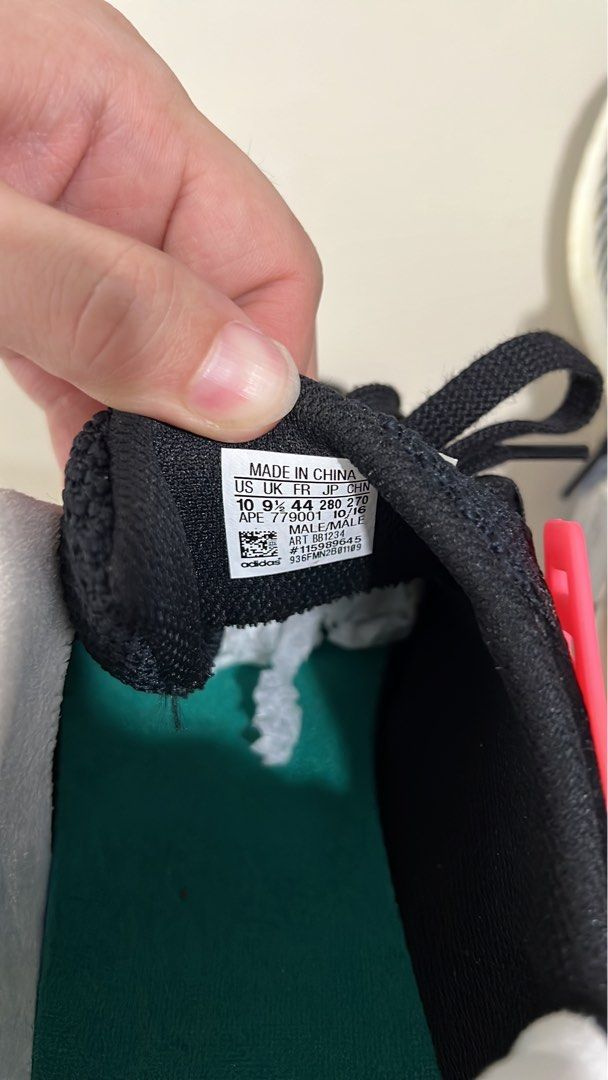 MADE IN CHINA
US UK FR JP CHN
10 9½ 44 280 270
APE 779001 10/16
MALE/MÂLE
ART BB1234
#115989645
936FMN2B01109
adidas